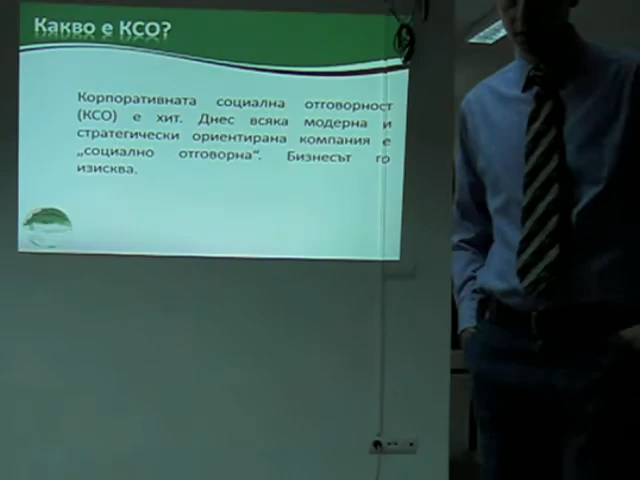 Какво е КСО?
Корпоративната социална отговорност
(КСО) е хит. Днес всяка модерна и
стратегически ориентирана компания е
„социално отговорна“. Бизнесът го
изисква.